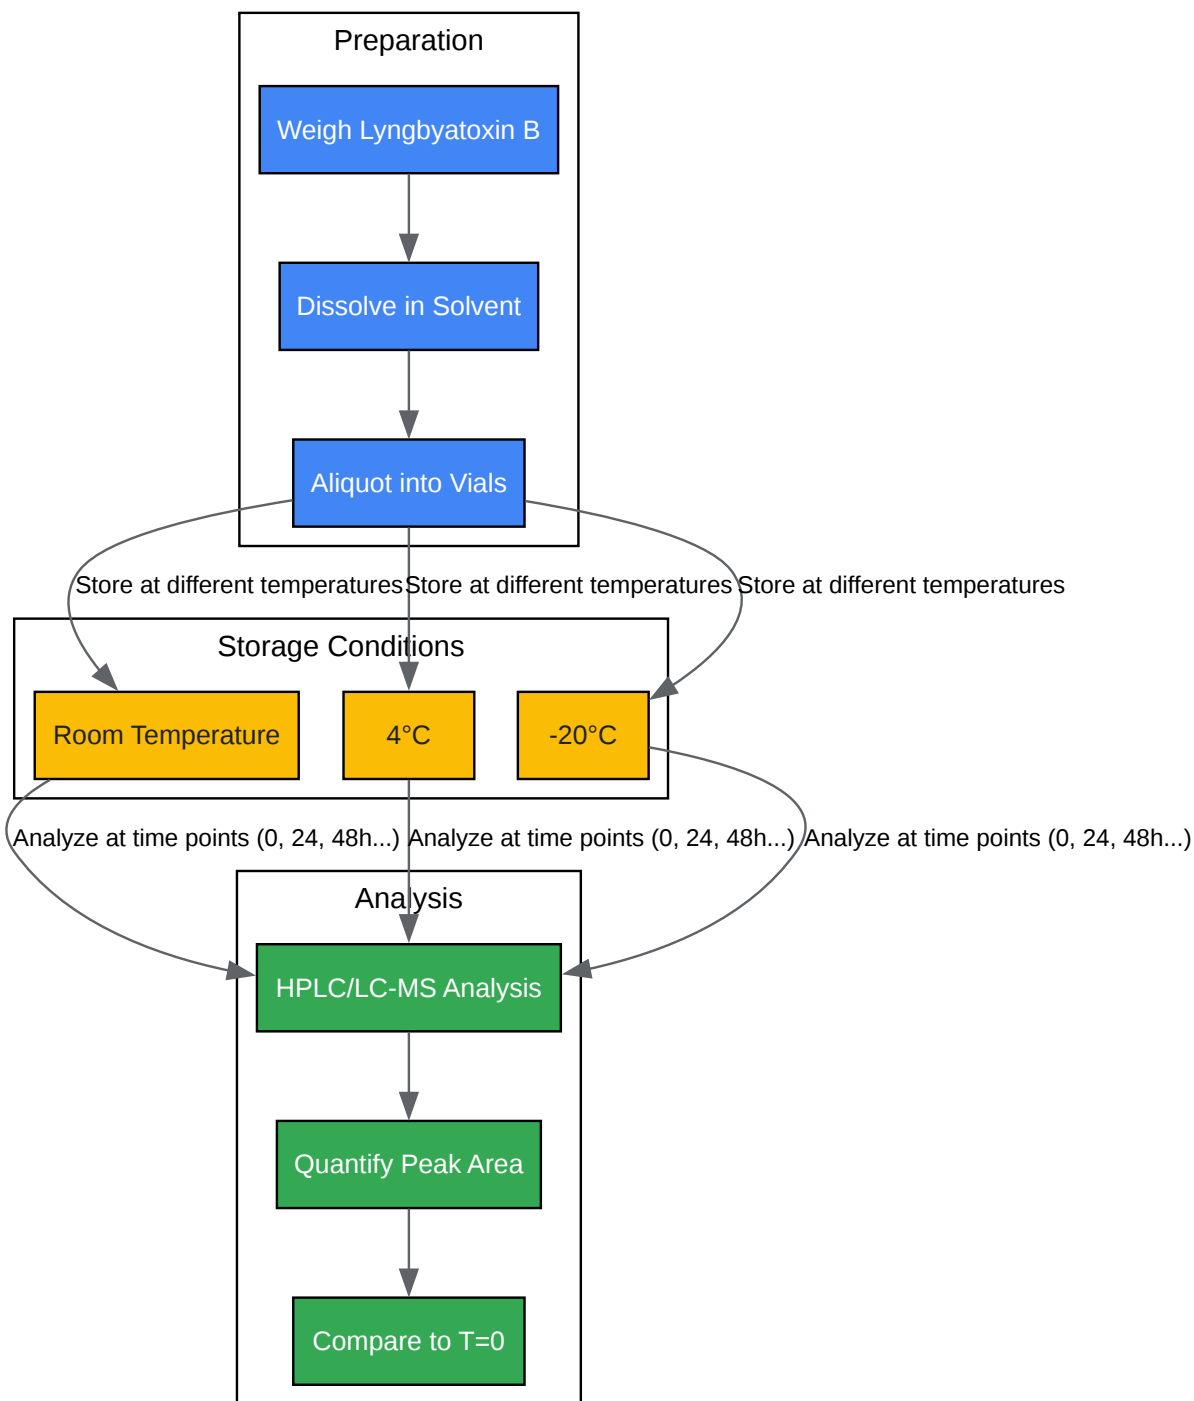 Preparation
Weigh Lyngbyatoxin B
Dissolve in Solvent
Aliquot into Vials
Store at different temperatures
Store at different temperatures
Store at different temperatures
Storage Conditions
Room Temperature
4°C
-20°C
Analyze at time points (0, 24, 48h...)
Analyze at time points (0, 24, 48h...)
Analyze at time points (0, 24, 48h...)
Analysis
HPLC/LC-MS Analysis
Quantify Peak Area
Compare to T=0